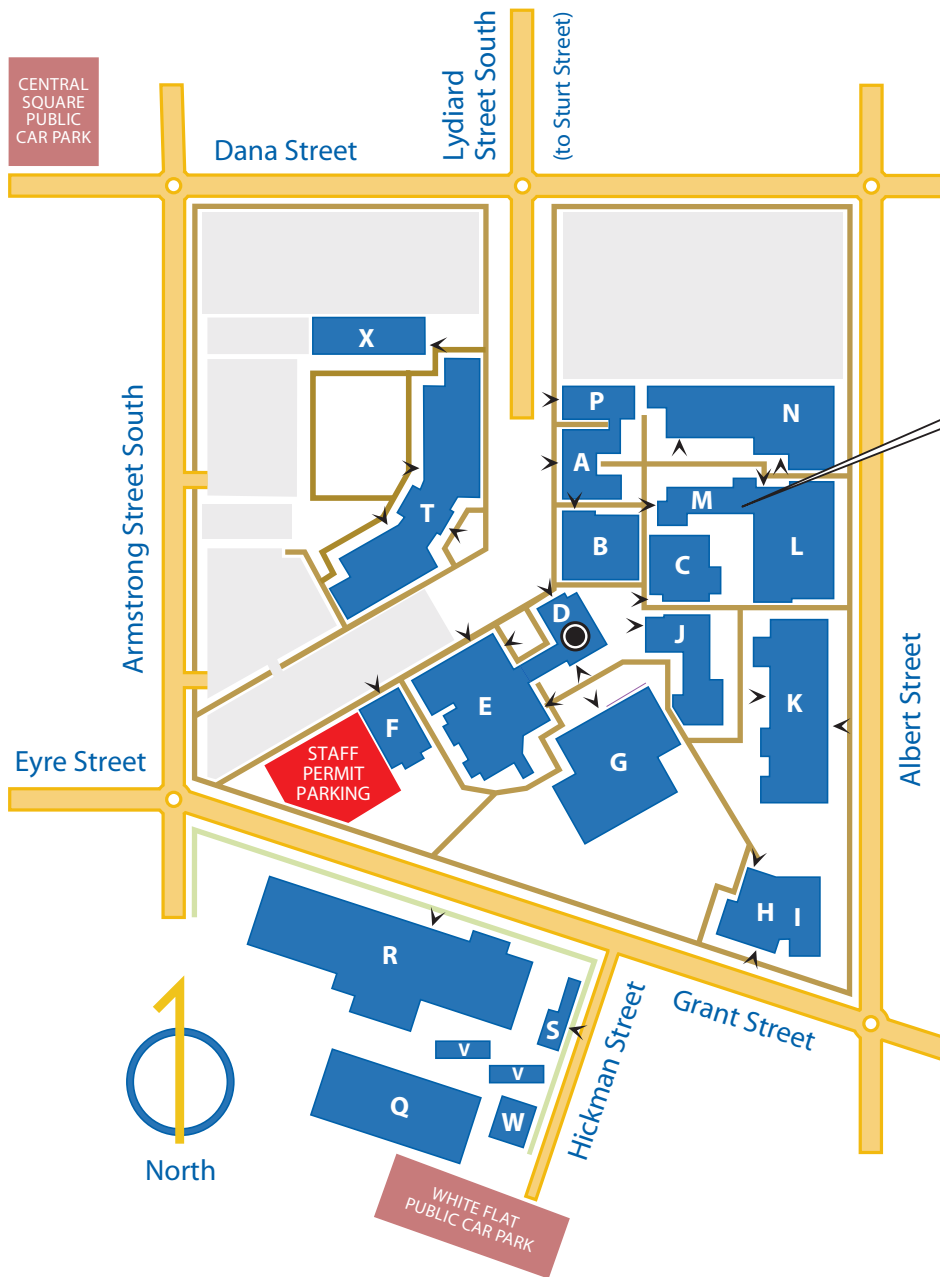 CENTRAL
SQUARE
PUBLIC
CAR PARK
Dana Street
Lydiard
Street South
(to Sturt Street)
X
P
N
A
T
M
B
C
L
Armstrong Street South
D
J
E
K
F
G
Albert Street
Eyre Street
STAFF
PERMIT
PARKING
H
I
R
S
Grant Street
Hickman Street
V
V
Q
W
North
WHITE FLAT
PUBLIC CAR PARK